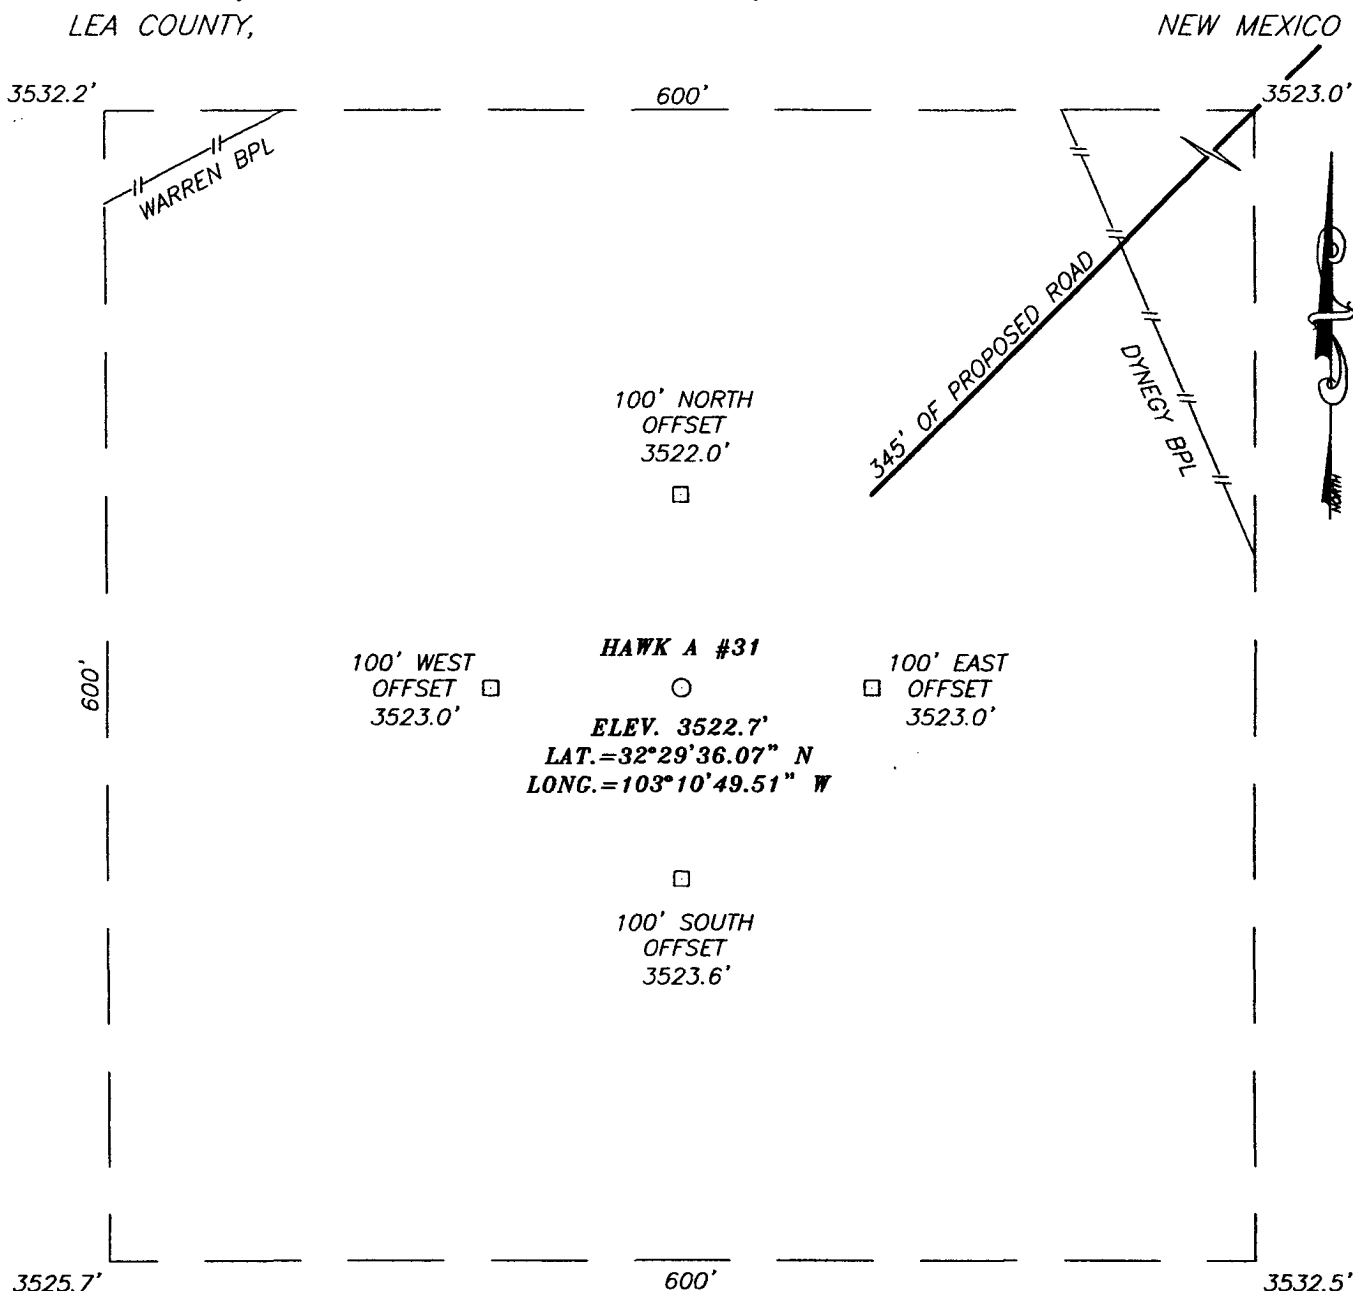 LEA COUNTY,
NEW MEXICO
3532.2'
600'
3523.0'
WARREN BPL
345' OF PROPOSED ROAD
DYNEGY BPL
NORTH
100' NORTH
OFFSET
3522.0'
600'
100' WEST
OFFSET
3523.0'
HAWK A #31
100' EAST
OFFSET
3523.0'
ELEV. 3522.7'
LAT.=32°29'36.07" N
LONG.=103°10'49.51" W
100' SOUTH
OFFSET
3523.6'
3525.7'
600'
3532.5'